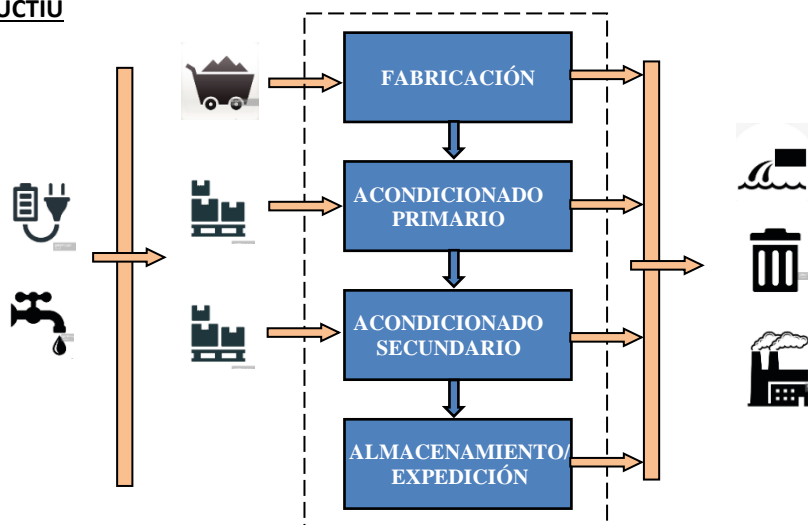 UCTIU
FABRICACIÓN
ACONDICIONADO
PRIMARIO
ACONDICIONADO
SECUNDARIO
ALMACENAMIENTO/
EXPEDICIÓN